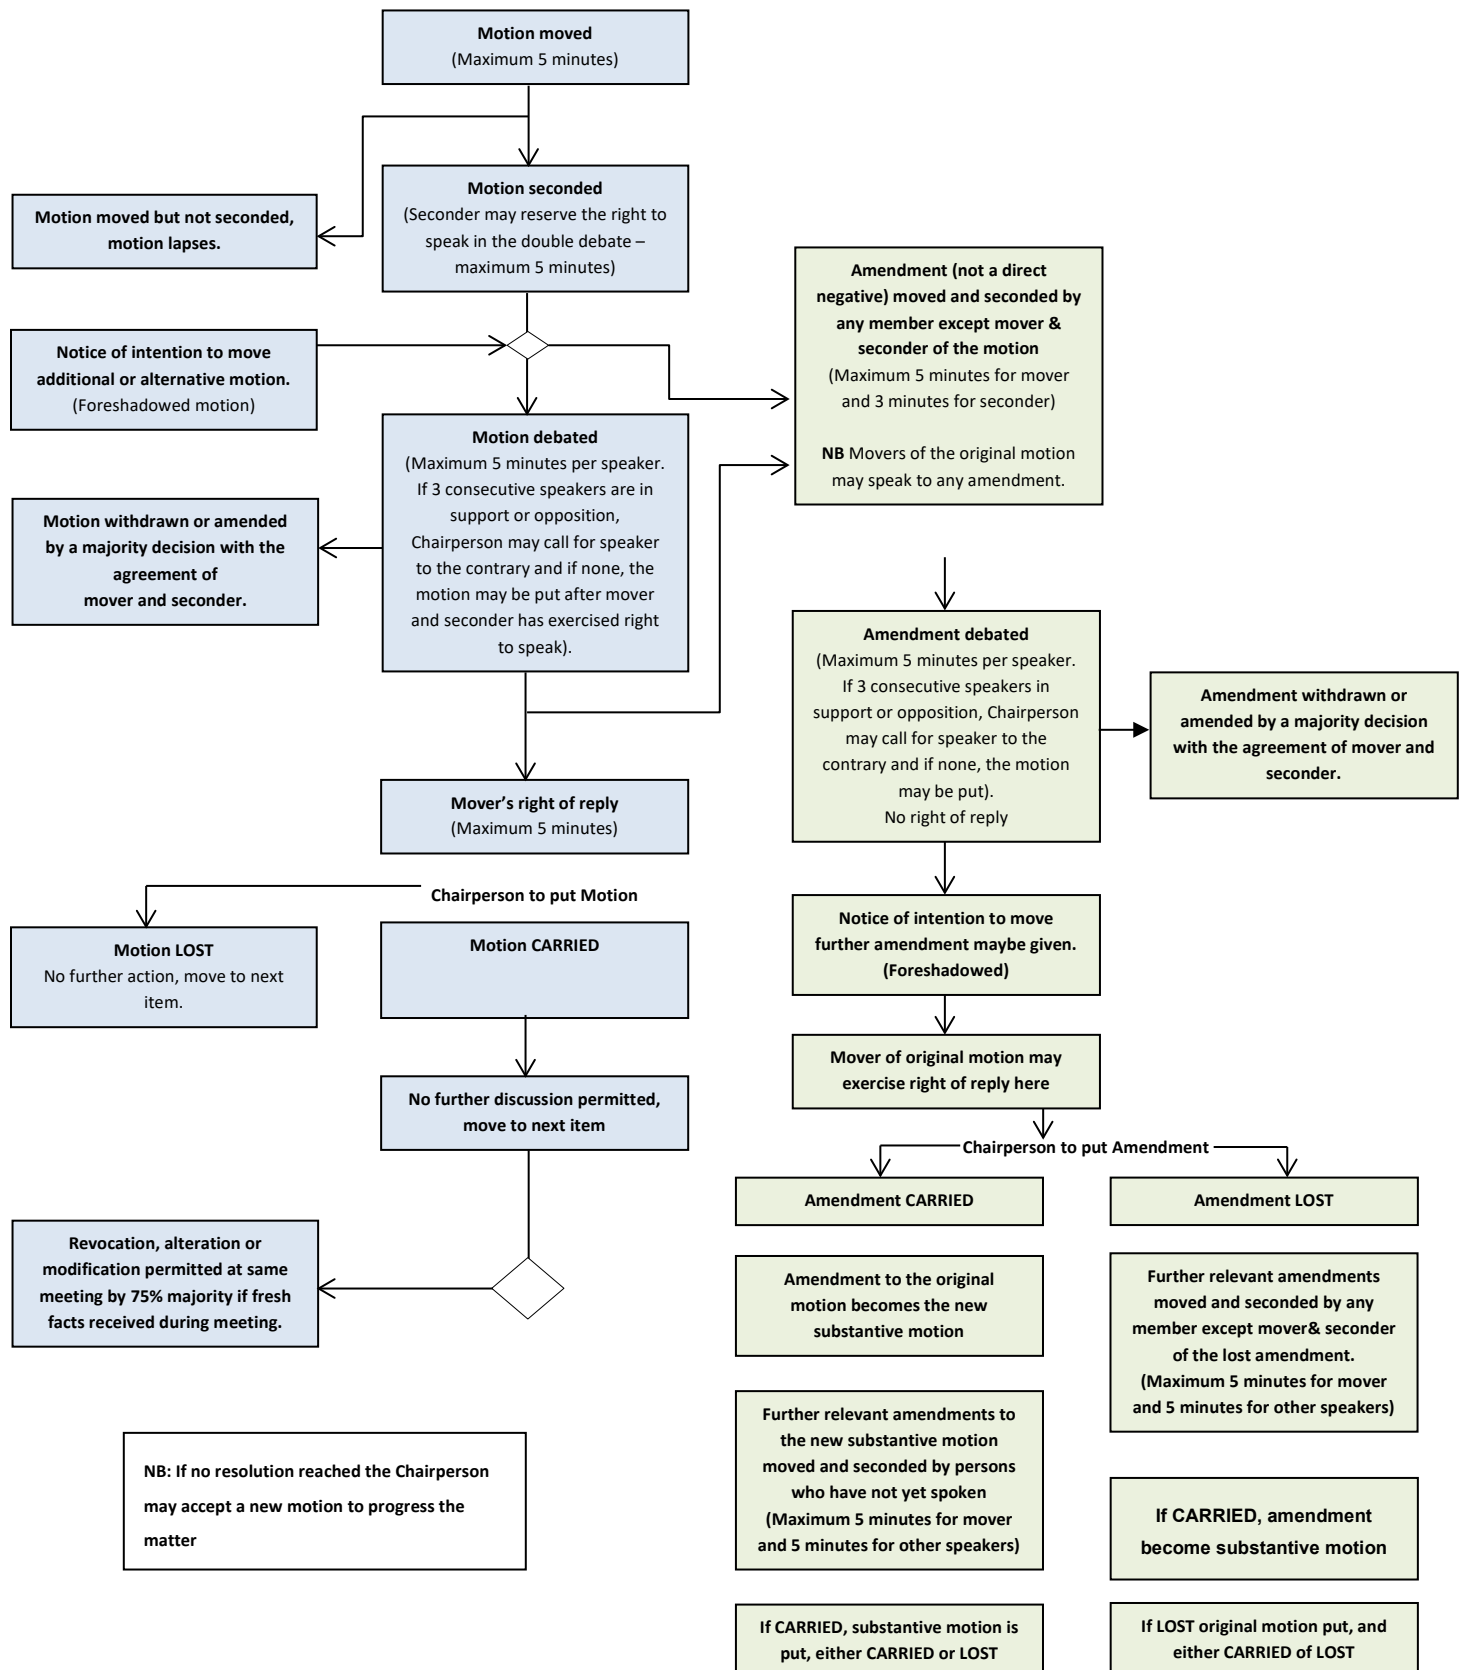 Motion moved
(Maximum 5 minutes)
Motion seconded
(Seconder may reserve the right to
speak in the double debate –
maximum 5 minutes)
Motion moved but not seconded,
motion lapses.
Notice of intention to move
additional or alternative motion.
(Foreshadowed motion)
Motion debated
(Maximum 5 minutes per speaker.
If 3 consecutive speakers are in
support or opposition,
Chairperson may call for speaker
to the contrary and if none, the
motion may be put after mover
and seconder has exercised right
to speak).
Motion withdrawn or amended
by a majority decision with the
agreement of
mover and seconder.
Mover’s right of reply
(Maximum 5 minutes)
Chairperson to put Motion
Motion LOST
No further action, move to next
item.
Motion CARRIED
No further discussion permitted,
move to next item
Revocation, alteration or
modification permitted at same
meeting by 75% majority if fresh
facts received during meeting.
NB: If no resolution reached the Chairperson
may accept a new motion to progress the
matter
Amendment (not a direct
negative) moved and seconded by
any member except mover &
seconder of the motion
(Maximum 5 minutes for mover
and 3 minutes for seconder)
NB Movers of the original motion
may speak to any amendment.
Amendment debated
(Maximum 5 minutes per speaker.
If 3 consecutive speakers in
support or opposition, Chairperson
may call for speaker to the
contrary and if none, the motion
may be put).
No right of reply
Amendment withdrawn or
amended by a majority decision
with the agreement of mover and
seconder.
Notice of intention to move
further amendment maybe given.
(Foreshadowed)
Mover of original motion may
exercise right of reply here
Chairperson to put Amendment
Amendment CARRIED
Amendment to the original
motion becomes the new
substantive motion
Further relevant amendments to
the new substantive motion
moved and seconded by persons
who have not yet spoken
(Maximum 5 minutes for mover
and 5 minutes for other speakers)
If CARRIED, substantive motion is
put, either CARRIED or LOST
Amendment LOST
Further relevant amendments
moved and seconded by any
member except mover& seconder
of the lost amendment.
(Maximum 5 minutes for mover
and 5 minutes for other speakers)
If CARRIED, amendment
become substantive motion
If LOST original motion put, and
either CARRIED of LOST